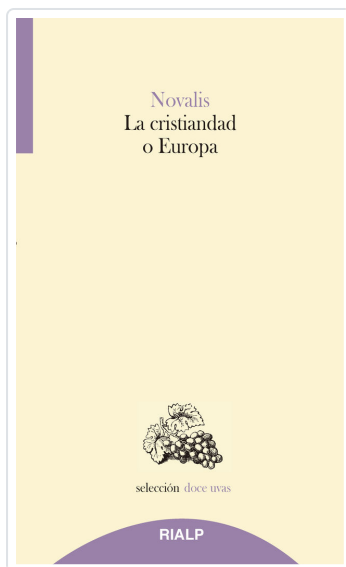 Novalis
La cristiandad
o Europa
selección doce uvas
RIALP